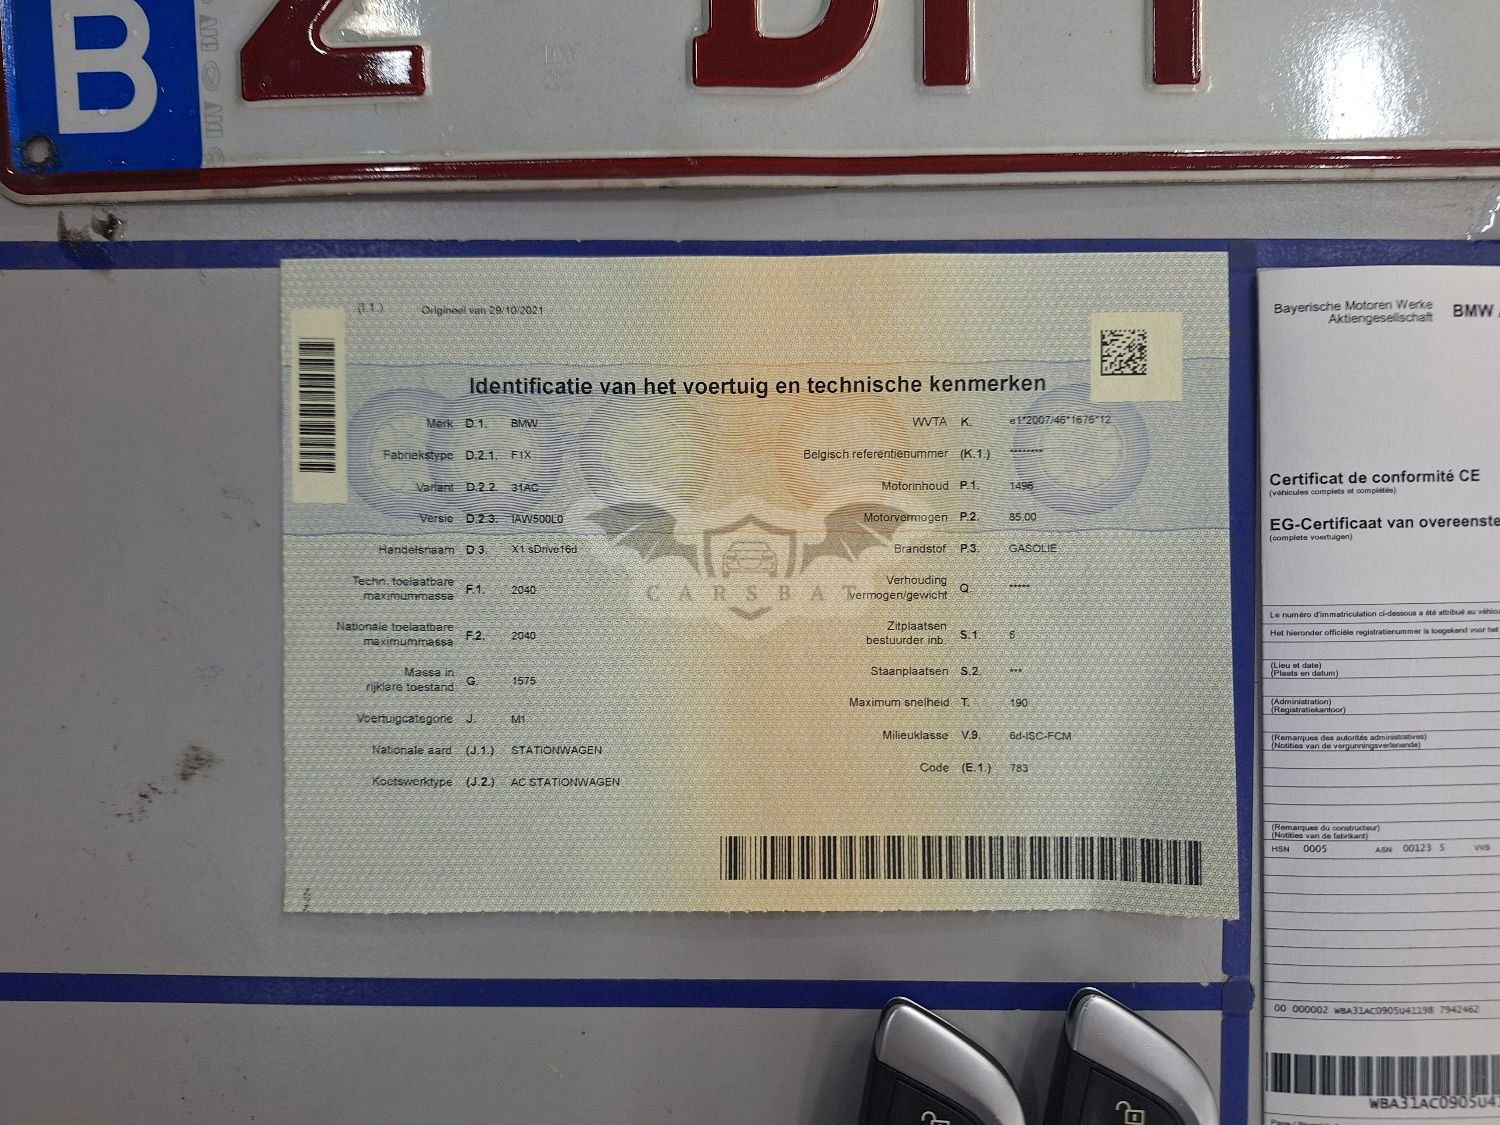 B 2
(I.1.) Origineel van 29/10/2021
Identificatie van het voertuig en technische kenmerken
Merk D.1. BMW
Fabriekstype D.2.1. F1X
Variant D.2.2. 31AC
Versie D.2.3. IAW500L0
Handelsnaam D.3. X1 sDrive16d
Techn. toelaatbare
maximummassa F.1. 2040
Nationale toelaatbare
maximummassa F.2. 2040
Massa in
rijklare toestand G. 1575
Voertuigcategorie J. M1
Nationale aard (J.1.) STATIONWAGEN
Koetswerktype (J.2.) AC STATIONWAGEN
WVTA K. e1*2007/46*1676*12
Belgisch referentienummer (K.1.) ********
Motorinhoud P.1. 1496
Motorvermogen P.2. 85.00
Brandstof P.3. GASOLIE
Verhouding
vermogen/gewicht Q. *****
Zitplaatsen
bestuurder inb. S.1. 5
Staanplaatsen S.2. ***
Maximum snelheid T. 190
Milieuklasse V.9. 6d-ISC-FCM
Code (E.1.) 783
CARSBAT
Bayerische Motoren Werke
Aktiengesellschaft
BMW
Certificat de conformité CE
(véhicules complets et complétés)
EG-Certificaat van overeenste
(complete voertuigen)
Le numéro d'immatriculation ci-dessous a été attribué au véhicu
Het hieronder officiële registratienummer is toegekend voor het
(Lieu et date)
(Plaats en datum)
(Administration)
(Registratiekantoor)
(Remarques des autorités administratives)
(Notities van de vergunningsverlenende)
(Remarques du constructeur)
(Notities van de fabrikant)
HSN 0005 ASN 00123 5 VVS
00 000002 WBA31AC0905U41198 7942462
WBA31AC0905U41